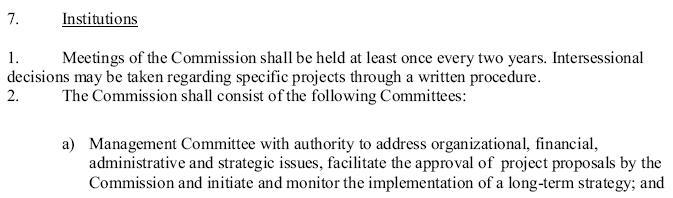 7. Institutions
1. Meetings of the Commission shall be held at least once every two years. Intersessional
decisions may be taken regarding specific projects through a written procedure.
2. The Commission shall consist of the following Committees:
a) Management Committee with authority to address organizational, financial,
administrative and strategic issues, facilitate the approval of project proposals by the
Commission and initiate and monitor the implementation of a long-term strategy; and